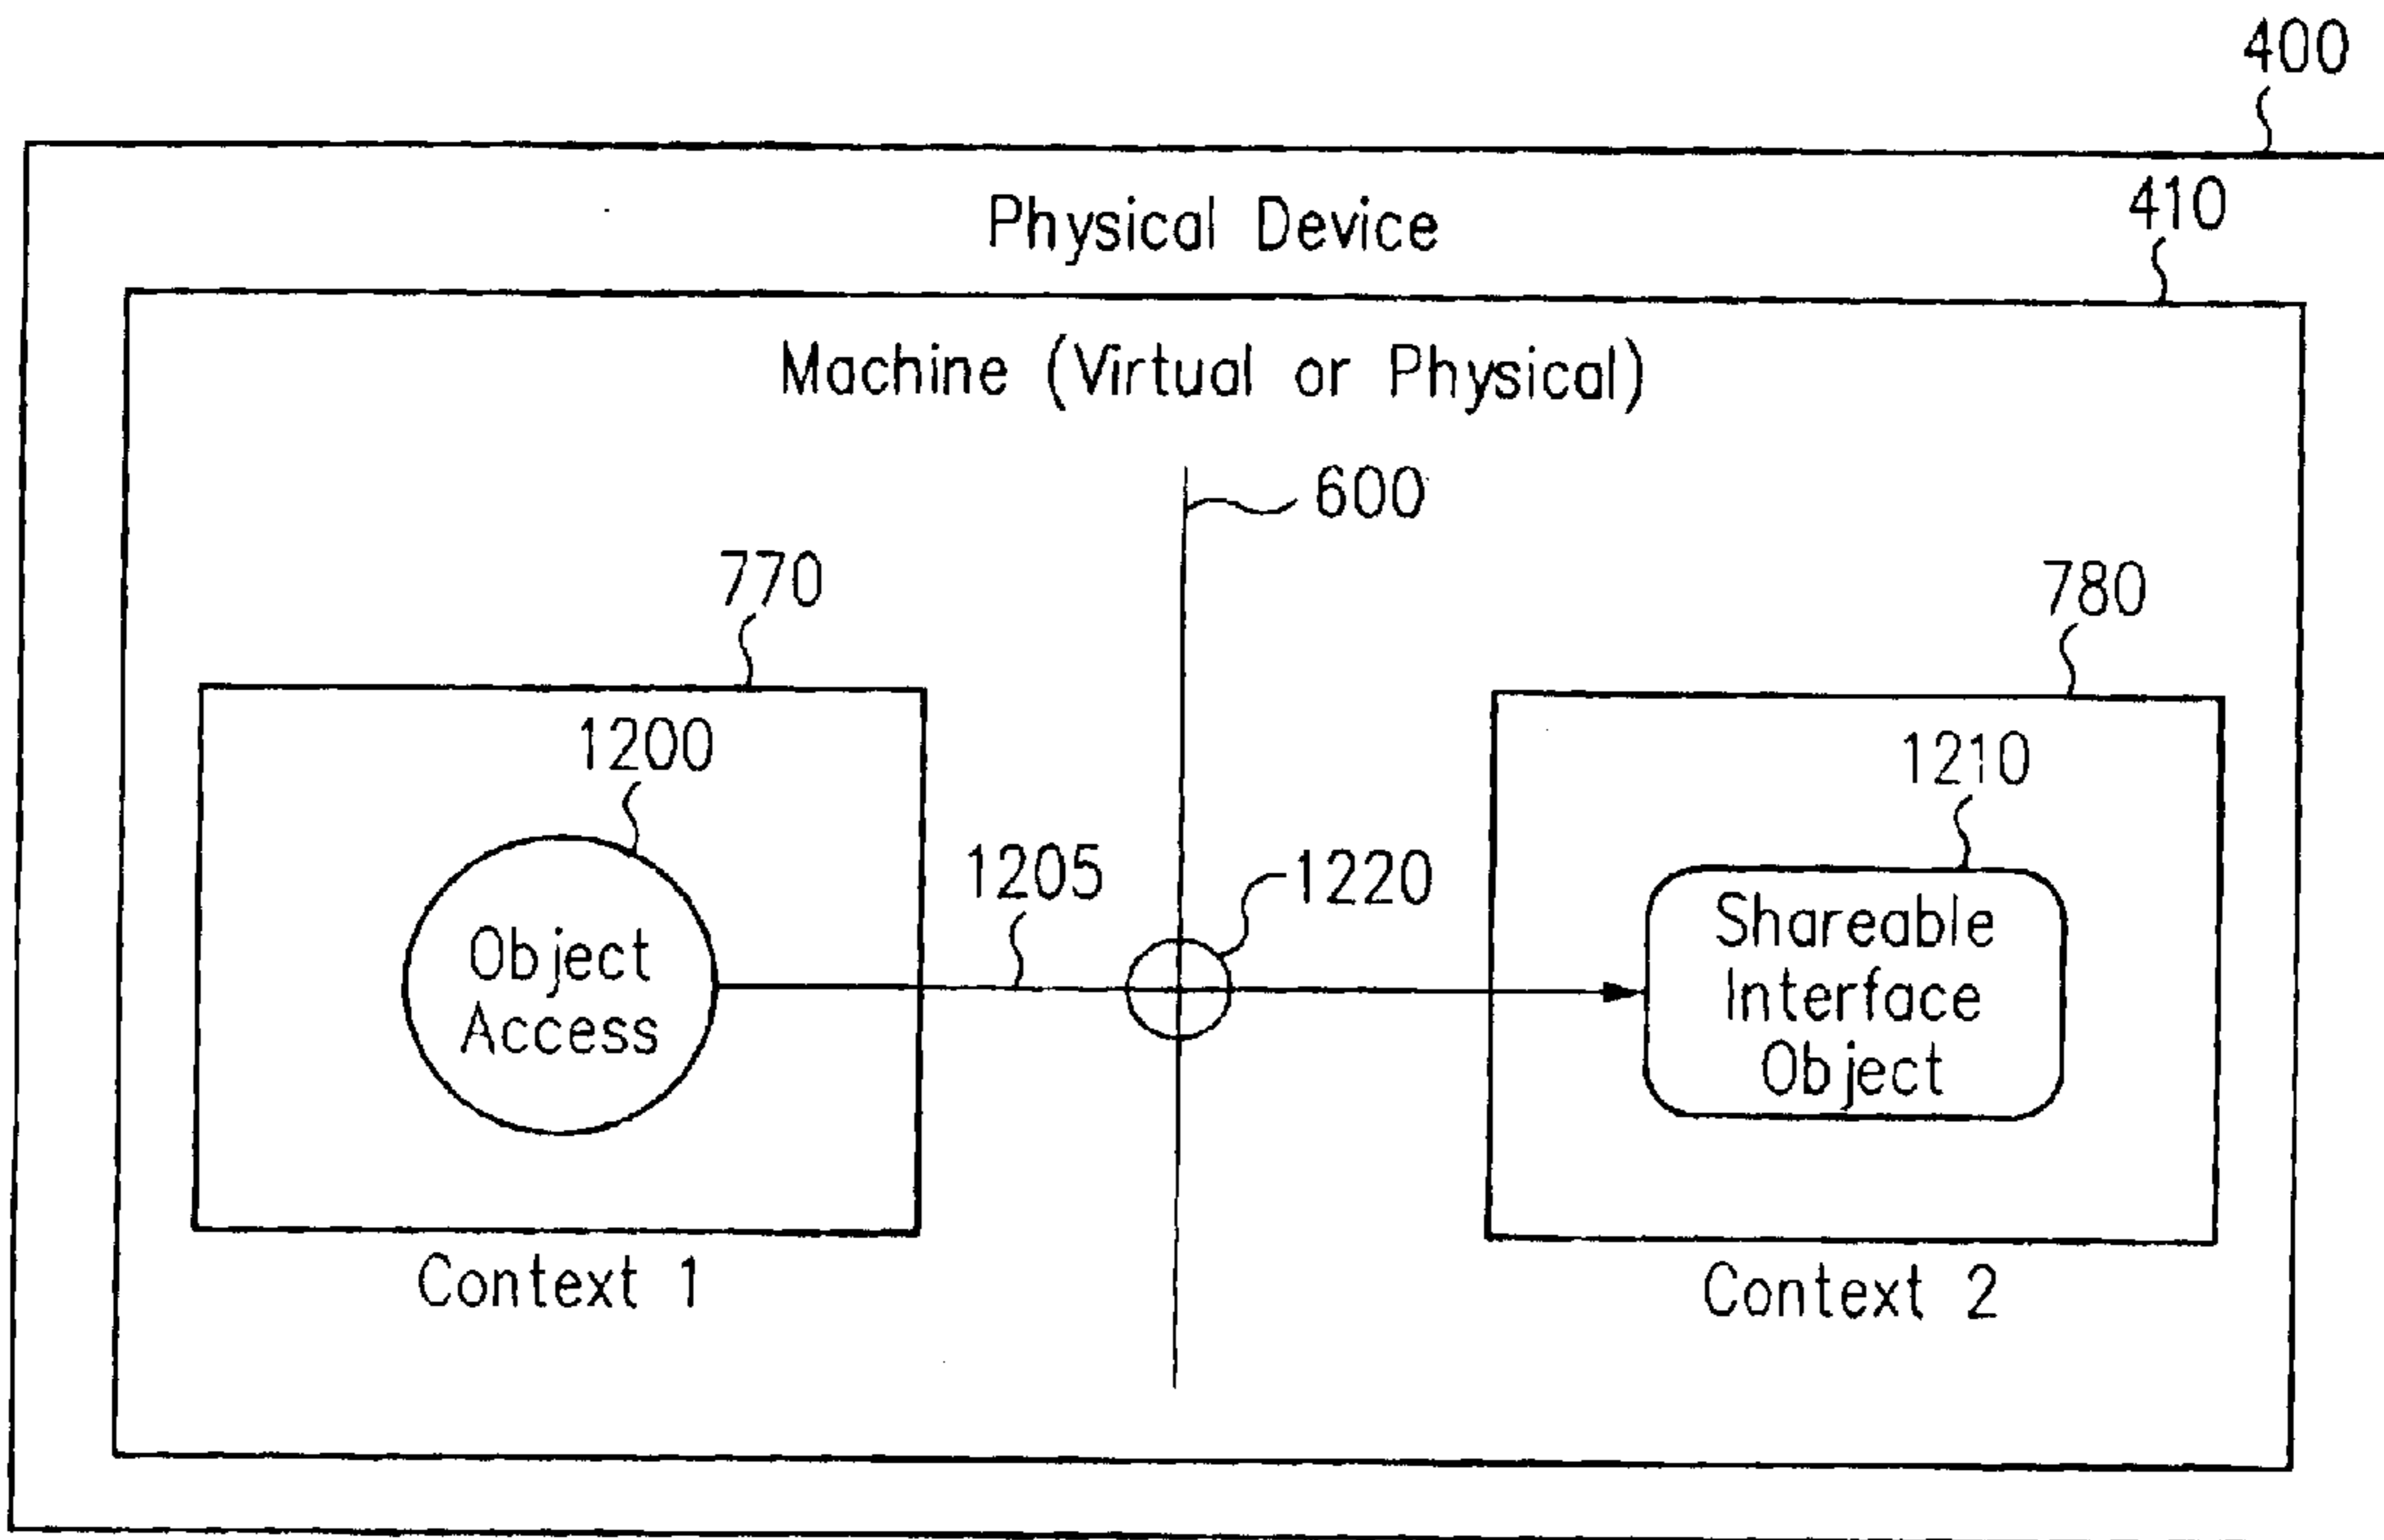 400
Physical Device
410
Machine (Virtual or Physical)
600
770
780
1200
1210
1205
1220
Object
Access
Shareable
Interface
Object
Context 1
Context 2